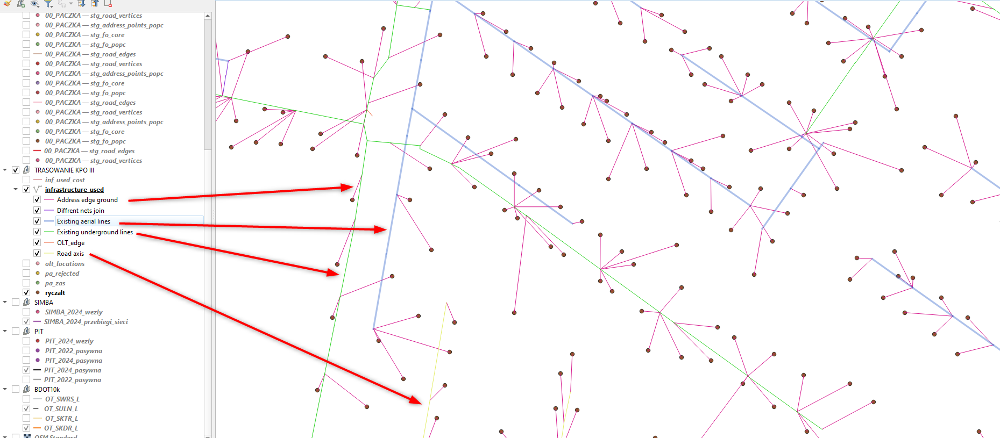 00_PACZKA — stg_road_vertices
00_PACZKA — stg_address_points_popc
00_PACZKA — stg_fo_core
00_PACZKA — stg_fo_popc
00_PACZKA — stg_road_edges
00_PACZKA — stg_road_vertices
00_PACZKA — stg_address_points_popc
00_PACZKA — stg_fo_core
00_PACZKA — stg_fo_popc
00_PACZKA — stg_road_edges
00_PACZKA — stg_road_vertices
00_PACZKA — stg_address_points_popc
00_PACZKA — stg_fo_core
00_PACZKA — stg_fo_popc
00_PACZKA — stg_road_edges
00_PACZKA — stg_road_vertices
TRASOWANIE KPO III
inf_used_cost
infrastructure_used
Address edge ground
Diffrent nets join
Existing aerial lines
Existing underground lines
OLT_edge
Road axis
olt_locations
pa_rejected
pa_zas
ryczalt
SIMBA
SIMBA_2024_wezly
SIMBA_2024_przebiegi_sieci
PIT
PIT_2024_wezly
PIT_2022_pasywna
PIT_2024_pasywna
PIT_2024_pasywna
PIT_2022_pasywna
BDOT10k
OT_SWRS_L
OT_SULN_L
OT_SKTR_L
OT_SKDR_L
OSM Standard